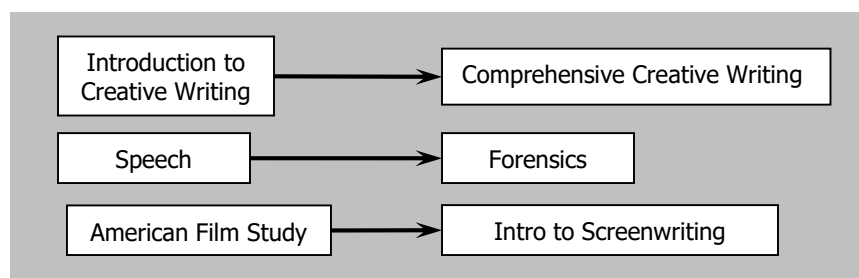 Introduction to
Creative Writing
Comprehensive Creative Writing
Speech
Forensics
American Film Study
Intro to Screenwriting